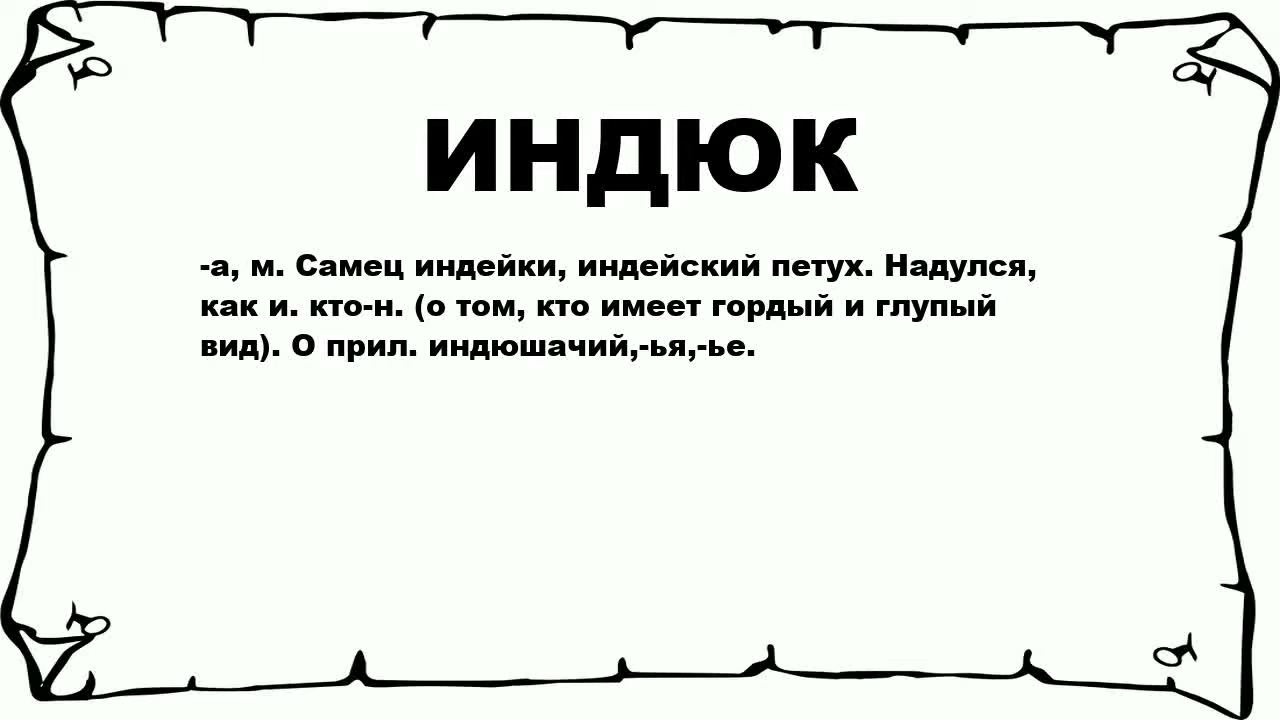 ИНДЮК
-а, м. Самец индейки, индейский петух. Надулся,
как и. кто-н. (о том, кто имеет гордый и глупый
вид). О прил. индюшачий,-ья,-ье.